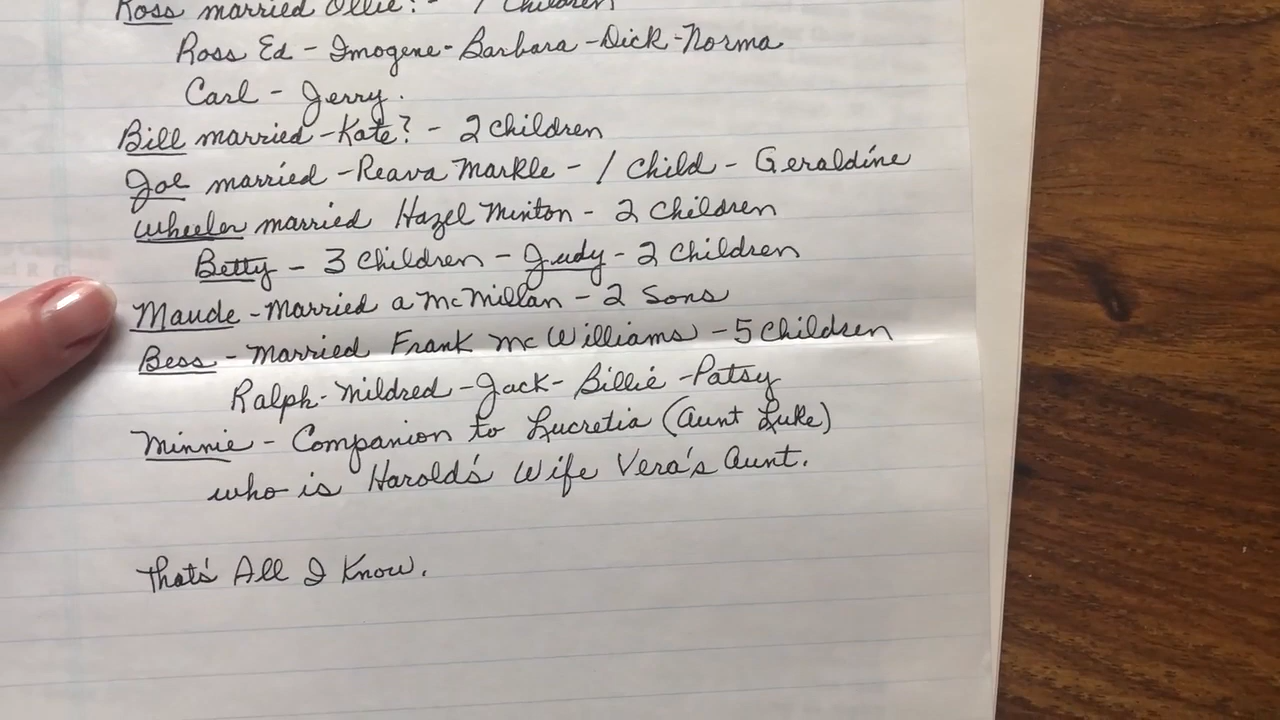 Ross married Ollie? - 7 Children
Ross Ed - Imogene - Barbara - Dick - Norma
Carl - Jerry.
Bill married - Kate? - 2 Children
Joe married - Reava Markle - 1 Child - Geraldine
Wheeler married Hazel Minton - 2 Children
Betty - 3 Children - Judy - 2 Children
Maude - Married a McMillan - 2 Sons
Bess - Married Frank McWilliams - 5 Children
Ralph - Mildred - Jack - Billie - Patsy
Minnie - Companion to Lucretia (Aunt Luke)
who is Harold's Wife Vera's Aunt.
That's All I Know.